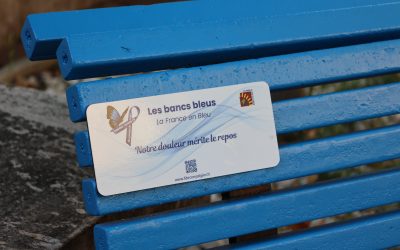 Les bancs bleus
La France en Bleu
Notre douleur mérite le repos